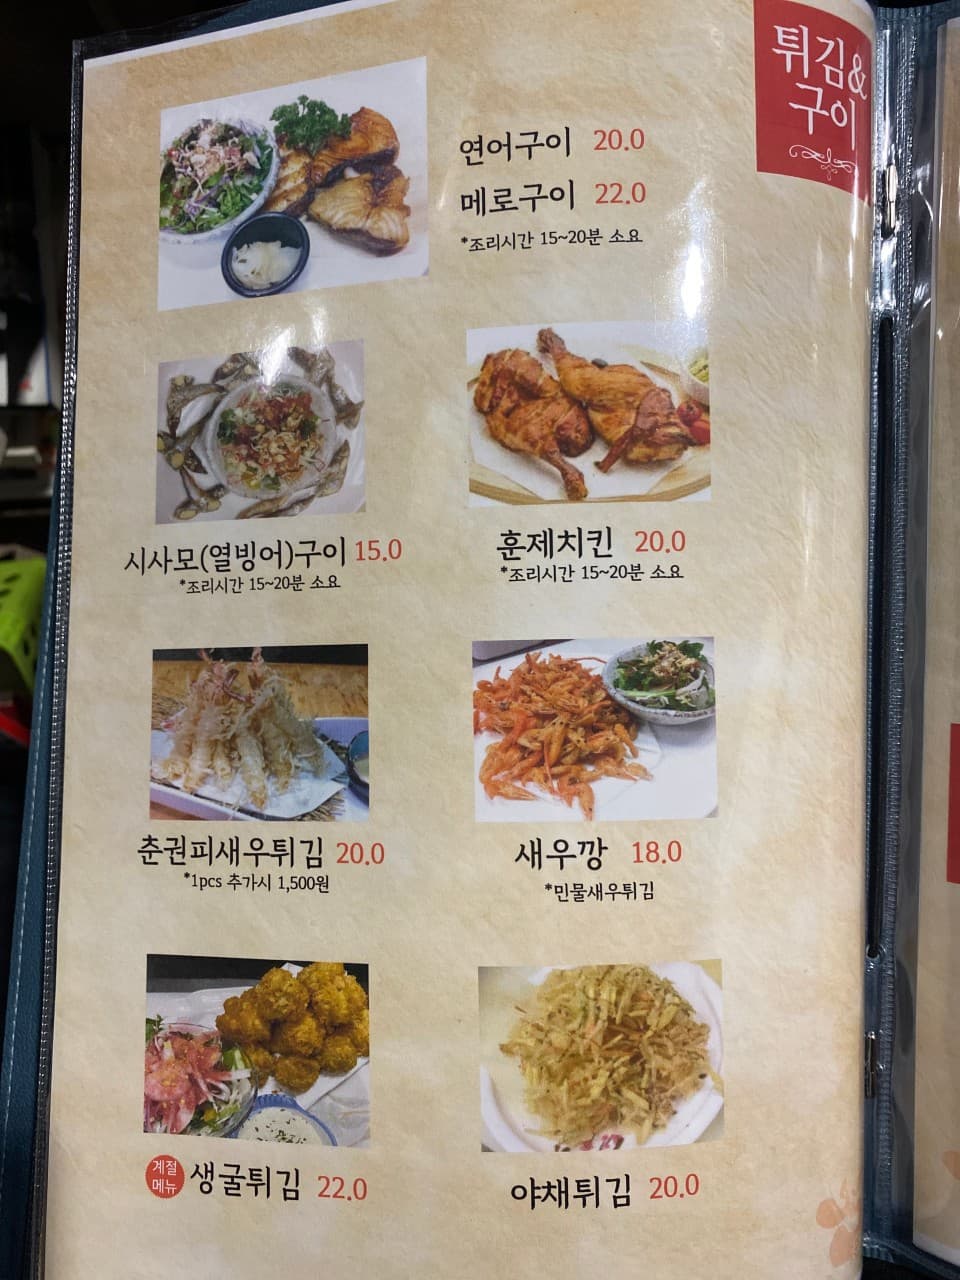 튀김&
구이
연어구이 20.0
메로구이 22.0
*조리시간 15~20분 소요
시사모(열빙어)구이 15.0
*조리시간 15~20분 소요
훈제치킨 20.0
*조리시간 15~20분 소요
춘권피새우튀김 20.0
*1pcs 추가시 1,500원
새우깡 18.0
*민물새우튀김
계절
메뉴
생굴튀김 22.0
야채튀김 20.0